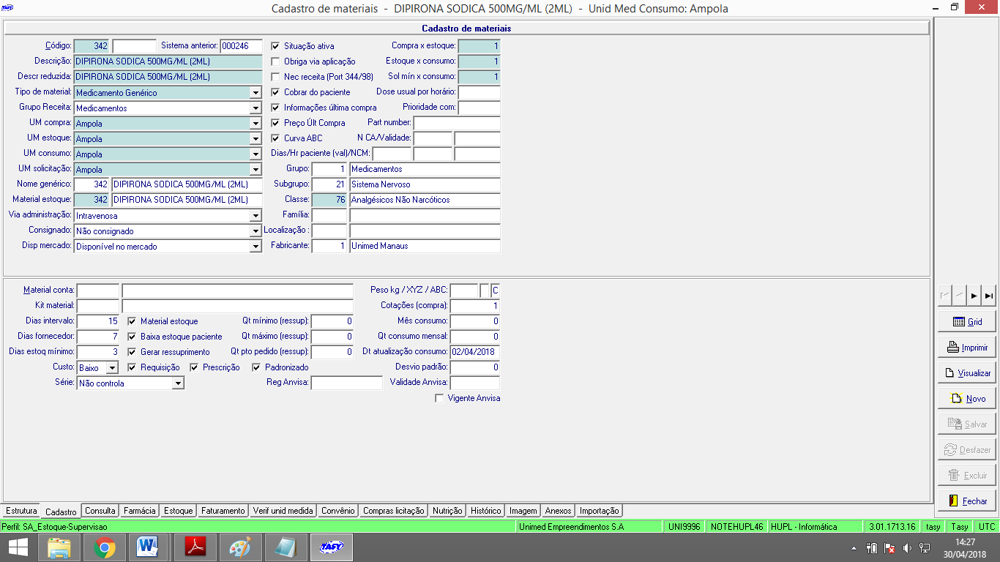 TASY Cadastro de materiais - DIPIRONA SODICA 500MG/ML (2ML) - Unid Med Consumo: Ampola
Cadastro de materiais
Código: 342 Sistema anterior: 000246 Situação ativa Compra x estoque: 1
Descrição: DIPIRONA SODICA 500MG/ML (2ML) Obriga via aplicação Estoque x consumo: 1
Descr reduzida: DIPIRONA SODICA 500MG/ML (2ML) Nec receita (Port 344/98) Sol mín x consumo: 1
Tipo de material: Medicamento Genérico Cobrar do paciente Dose usual por horário:
Grupo Receita: Medicamentos Informações última compra Prioridade com:
UM compra: Ampola Preço Últ Compra Part number:
UM estoque: Ampola Curva ABC N CA/Validade:
UM consumo: Ampola Dias/Hr paciente (val)/NCM:
UM solicitação: Ampola Grupo: 1 Medicamentos
Nome genérico: 342 DIPIRONA SODICA 500MG/ML (2ML) Subgrupo: 21 Sistema Nervoso
Material estoque: 342 DIPIRONA SODICA 500MG/ML (2ML) Classe: 76 Analgésicos Não Narcóticos
Via administração: Intravenosa Família:
Consignado: Não consignado Localização :
Disp mercado: Disponível no mercado Fabricante: 1 Unimed Manaus
Material conta: Peso kg / XYZ / ABC: C
Kit material: Cotações (compra): 1
Dias intervalo: 15 Material estoque Qt mínimo (ressup): 0 Mês consumo: 0
Dias fornecedor: 7 Baixa estoque paciente Qt máximo (ressup): 0 Qt consumo mensal: 0
Dias estoq mínimo: 3 Gerar ressuprimento Qt pto pedido (ressup): 0 Dt atualização consumo: 02/04/2018
Custo: Baixo Requisição Prescrição Padronizado Desvio padrão: 0
Série: Não controla Reg Anvisa: Validade Anvisa:
Vigente Anvisa
Grid
Imprimir
Visualizar
Novo
Salvar
Desfazer
Excluir
Fechar
Estrutura Cadastro Consulta Farmácia Estoque Faturamento Verif unid medida Convênio Compras licitação Nutrição Histórico Imagem Anexos Importação
Perfil: SA_Estoque-Supervisao Unimed Empreendimentos S.A UNI9996 NOTEHUPL46 HUPL - Informática 3.01.1713.16 tasy Tasy UTC
TASY 14:27
30/04/2018